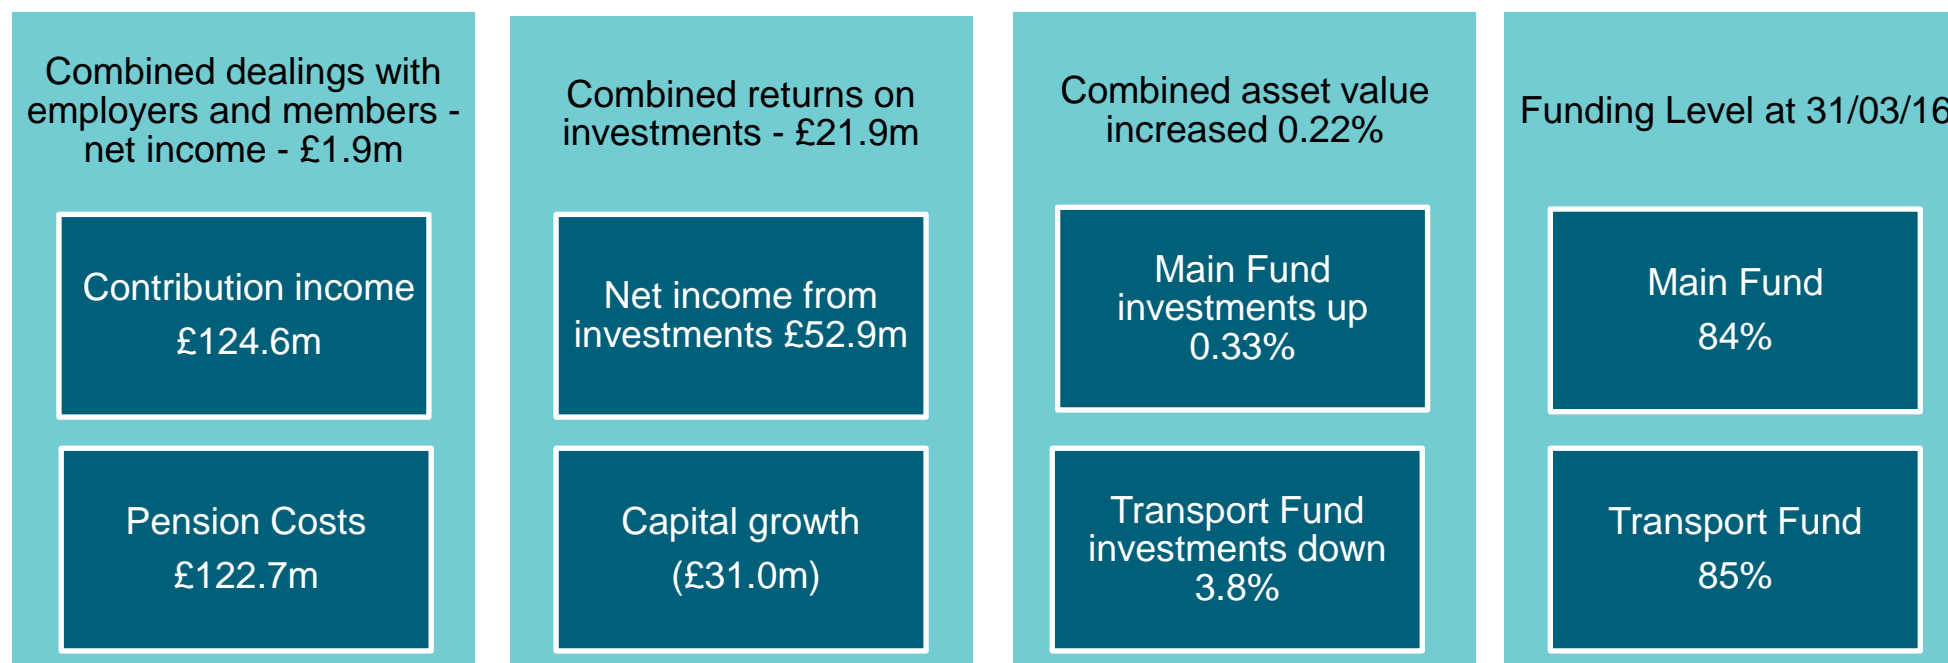 Combined dealings with
employers and members -
net income - £1.9m
Contribution income
£124.6m
Pension Costs
£122.7m
Combined returns on
investments - £21.9m
Net income from
investments £52.9m
Capital growth
(£31.0m)
Combined asset value
increased 0.22%
Main Fund
investments up
0.33%
Transport Fund
investments down
3.8%
Funding Level at 31/03/16
Main Fund
84%
Transport Fund
85%